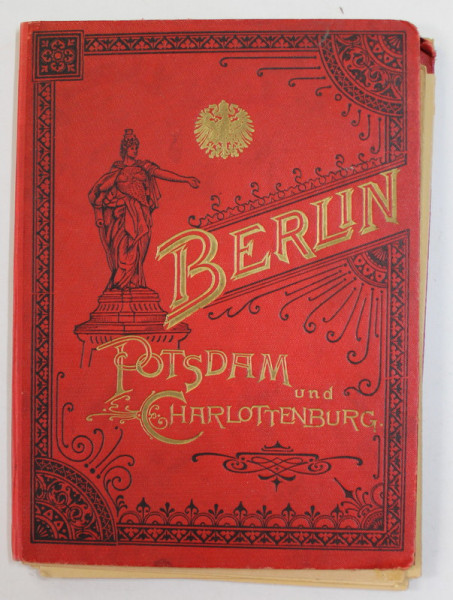 BERLIN
POTSDAM
und
CHARLOTTENBURG.